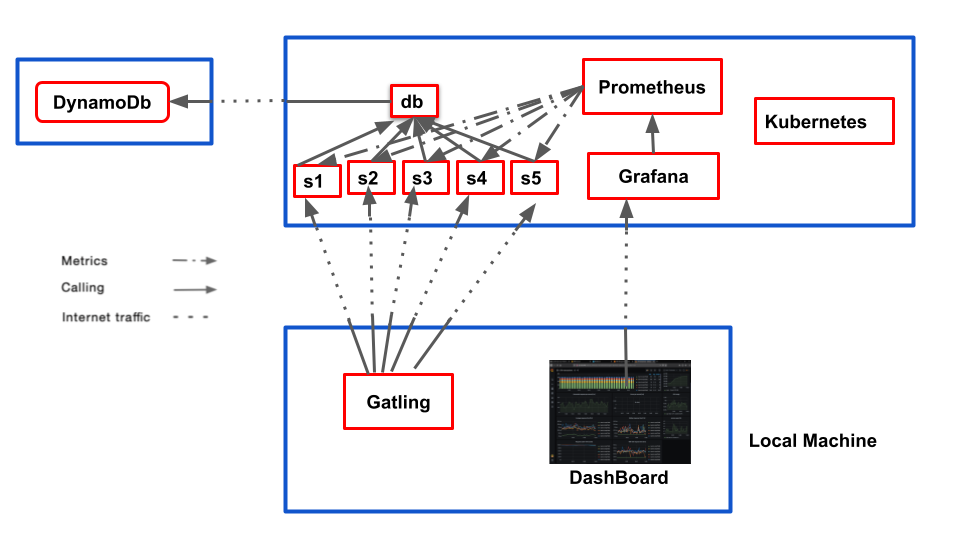 DynamoDb
db
Prometheus
Kubernetes
s1
s2
s3
s4
s5
Grafana
Metrics
Calling
Internet traffic
Gatling
DashBoard
Local Machine